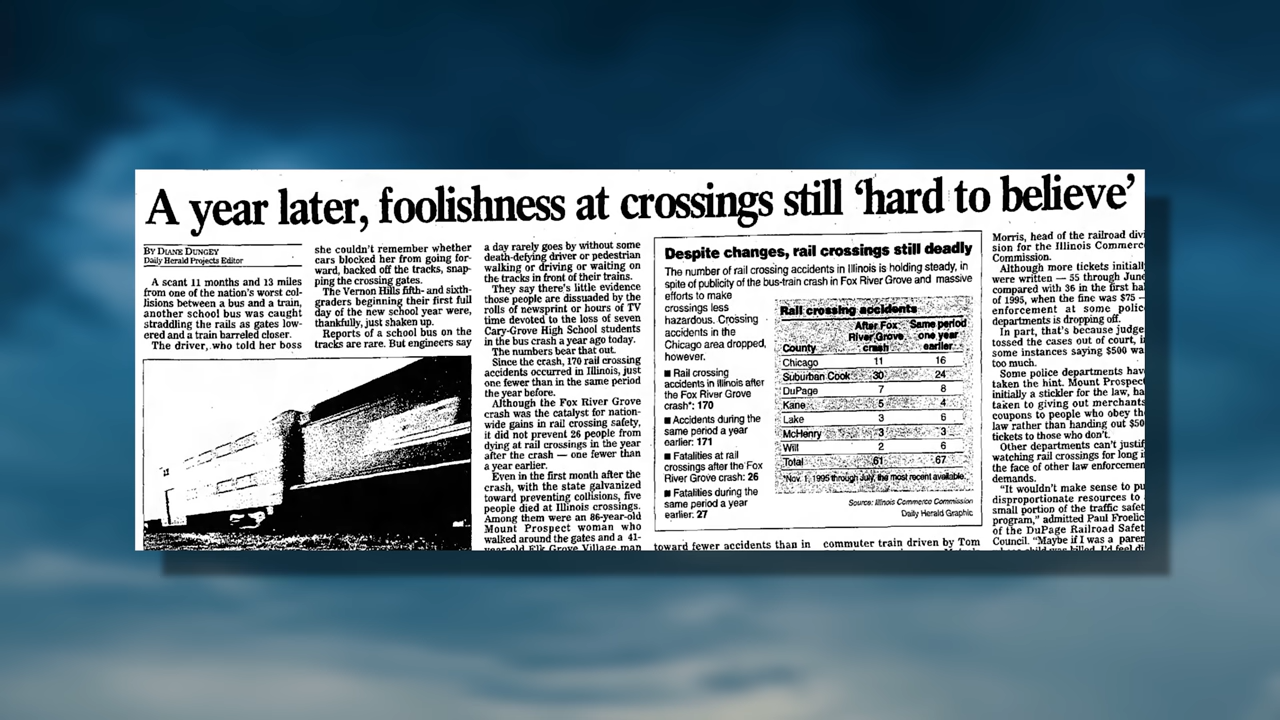 A year later, foolishness at crossings still ‘hard to believe’
BY DIANE DUNGEY
Daily Herald Projects Editor
A scant 11 months and 13 miles
from one of the nation's worst col-
lisions between a bus and a train,
another school bus was caught
straddling the rails as gates low-
ered and a train barreled closer.
The driver, who told her boss
she couldn't remember whether
cars blocked her from going for-
ward, backed off the tracks, snap-
ping the crossing gates.
The Vernon Hills fifth- and sixth-
graders beginning their first full
day of the new school year were,
thankfully, just shaken up.
Reports of a school bus on the
tracks are rare. But engineers say
a day rarely goes by without some
death-defying driver or pedestrian
walking or driving or waiting on
the tracks in front of their trains.
They say there's little evidence
those people are dissuaded by the
rolls of newsprint or hours of TV
time devoted to the loss of seven
Cary-Grove High School students
in the bus crash a year ago today.
The numbers bear that out.
Since the crash, 170 rail crossing
accidents occurred in Illinois, just
one fewer than in the same period
the year before.
Although the Fox River Grove
crash was the catalyst for nation-
wide gains in rail crossing safety,
it did not prevent 26 people from
dying at rail crossings in the year
after the crash — one fewer than
a year earlier.
Even in the first month after the
crash, with the state galvanized
toward preventing collisions, five
people died at Illinois crossings.
Among them were an 86-year-old
Mount Prospect woman who
walked around the gates and a 41-
year-old Elk Grove Village man
Despite changes, rail crossings still deadly
The number of rail crossing accidents in Illinois is holding steady, in
spite of publicity of the bus-train crash in Fox River Grove and massive
efforts to make
crossings less
hazardous. Crossing
accidents in the
Chicago area dropped,
however.
■ Rail crossing
accidents in Illinois after
the Fox River Grove
crash*: 170
■ Accidents during the
same period a year
earlier: 171
■ Fatalities at rail
crossings after the Fox
River Grove crash: 26
■ Fatalities during the
same period a year
earlier: 27
Rail crossing accidents
County After Fox River Grove crash Same period one year earlier
Chicago 11 16
Suburban Cook 30 24
DuPage 7 8
Kane 5 4
Lake 3 6
McHenry 3 3
Will 2 6
Total 61 67
*Nov. 1, 1995 through July, the most recent available.
Source: Illinois Commerce Commission
Daily Herald Graphic
toward fewer accidents than in
commuter train driven by Tom
Morris, head of the railroad divi
sion for the Illinois Commerc
Commission.
Although more tickets initiall
were written — 55 through June
compared with 36 in the first ha
of 1995, when the fine was $75 —
enforcement at some polic
departments is dropping off.
In part, that's because judge
tossed the cases out of court, i
some instances saying $500 wa
too much.
Some police departments hav
taken the hint. Mount Prospec
initially a stickler for the law, ha
taken to giving out merchants
coupons to people who obey th
law rather than handing out $50
tickets to those who don't.
Other departments can't justif
watching rail crossings for long i
the face of other law enforcemen
demands.
“It wouldn't make sense to pu
disproportionate resources to
small portion of the traffic safet
program,” admitted Paul Froelic
of the DuPage Railroad Safet
Council. “Maybe if I was a paren
whose child was killed, I'd feel di